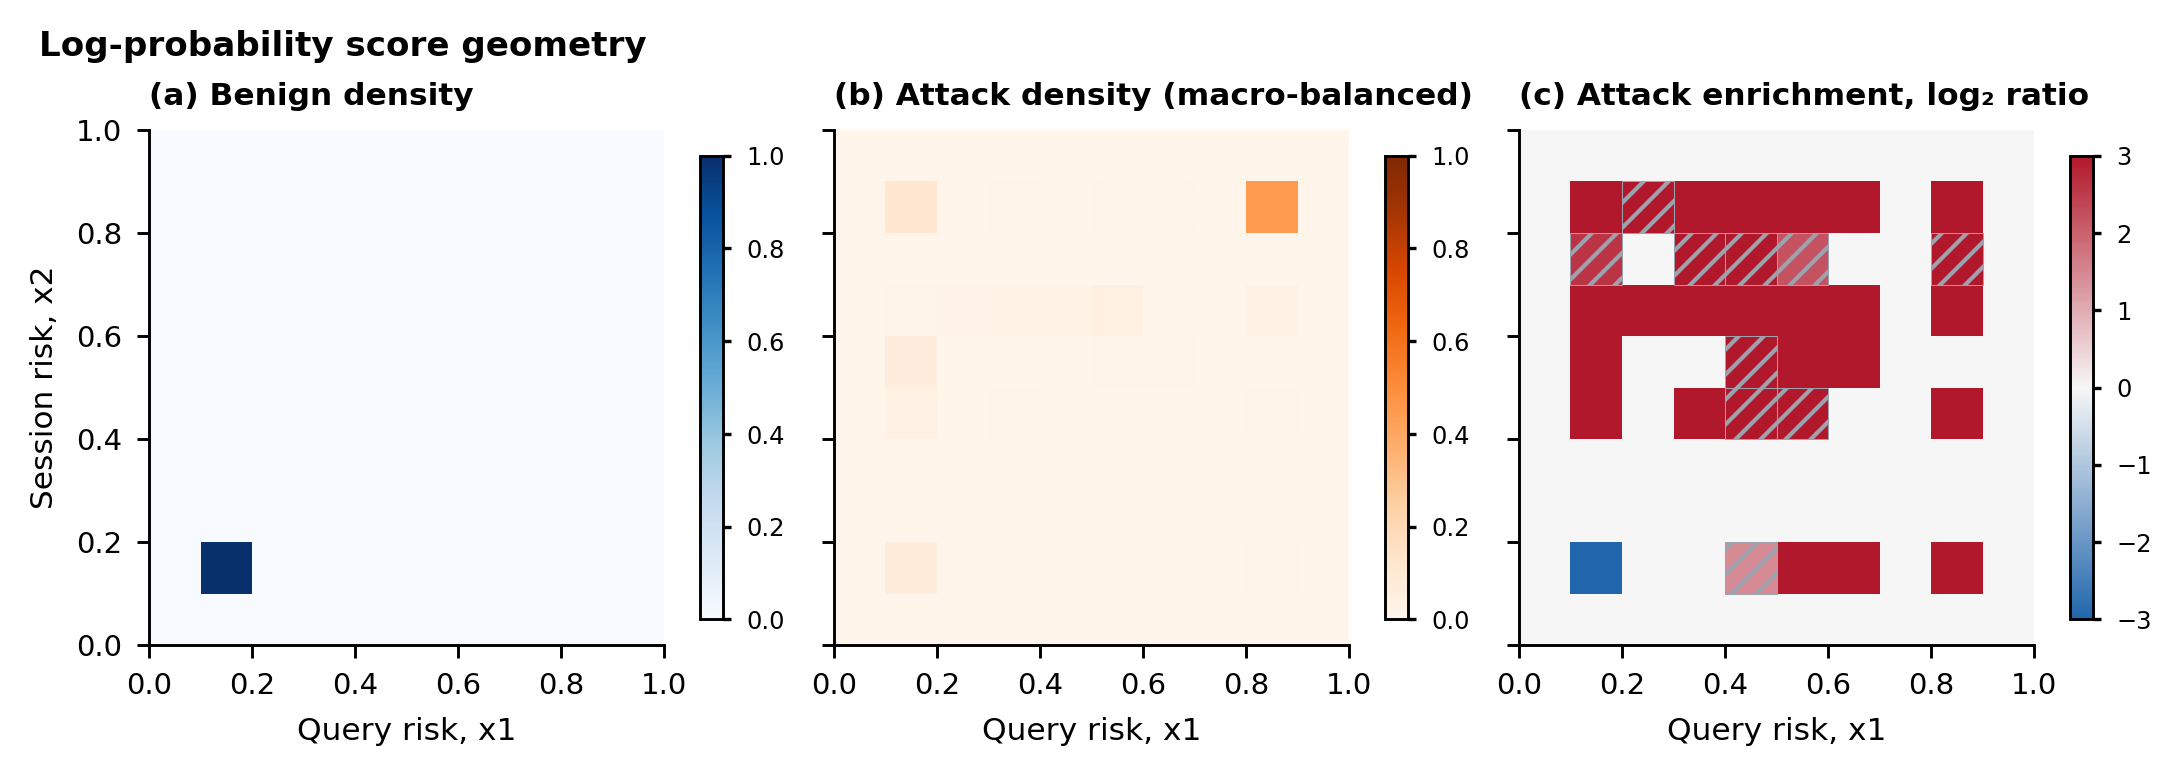 Log-probability score geometry
(a) Benign density
(b) Attack density (macro-balanced)
(c) Attack enrichment, log₂ ratio
Session risk, x2
1.0
0.8
0.6
0.4
0.2
0.0
0.0 0.2 0.4 0.6 0.8 1.0
Query risk, x1
1.0
0.8
0.6
0.4
0.2
0.0
0.0 0.2 0.4 0.6 0.8 1.0
Query risk, x1
1.0
0.8
0.6
0.4
0.2
0.0
0.0 0.2 0.4 0.6 0.8 1.0
Query risk, x1
3
2
1
0
−1
−2
−3